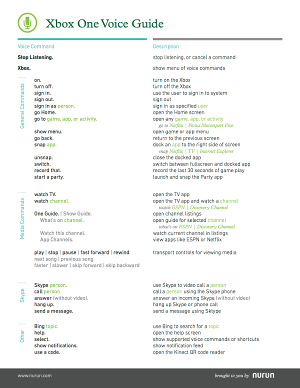 Xbox One Voice Guide
Voice Command Description
Stop Listening. stop listening, or cancel a command
Xbox, show menu of voice commands
General Commands
on. turn on the Xbox
turn off. turn off the Xbox
sign in. use the user to sign in to system
sign out. sign out
sign in as person. sign in as specified user
go Home. open the Home screen
go to game, app, or activity. open any game, app, or activity
go to Netflix | Forza Motorsport Five
show menu. open game or app menu
go back. return to the previous screen
snap app. dock an app to the right side of screen
snap Netflix | TV | Internet Explorer
unsnap. close the docked app
switch. switch between fullscreen and docked app
record that. record the last 30 seconds of game play
start a party. launch and snap the Party app
Media Commands
watch TV. open the TV app
watch channel. open the TV app and watch a channel
watch ESPN | Discovery Channel
One Guide. | Show Guide. open channel listings
What's on channel. open guide for selected channel
what's on ESPN | Discovery Channel
Watch this channel. watch current channel in listings
App Channels. view apps like ESPN or Netflix
play | stop | pause | fast forward | rewind transport controls for viewing media
next song | previous song
faster | slower | skip forward | skip backward
Skype
Skype person. use Skype to video call a person
call person. call a person using the Skype phone
answer (without video). answer an incoming Skype (without video)
hang up. hang up Skype or phone call
send a message. send a message using Skype
Other
Bing topic use Bing to search for a topic
help. open the help screen
select. show supported voice commands or shortcuts
show notifications. show notification feed
use a code. open the Kinect QR code reader
www.nurun.com brought to you by nurun